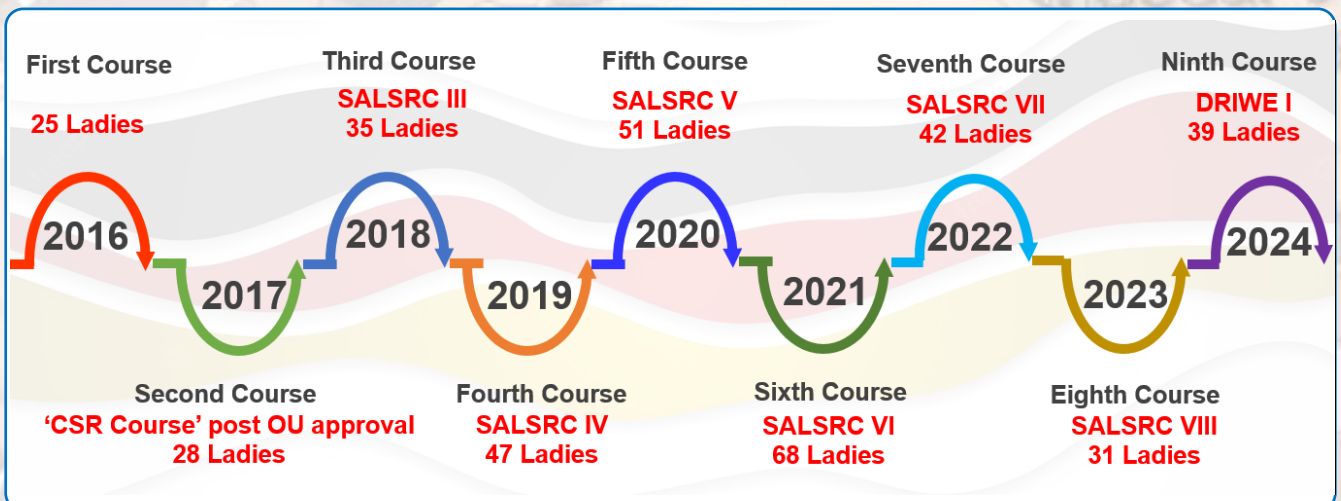 First Course
25 Ladies
2016
Second Course
‘CSR Course’ post OU approval
28 Ladies
2017
Third Course
SALSRC III
35 Ladies
2018
Fourth Course
SALSRC IV
47 Ladies
2019
Fifth Course
SALSRC V
51 Ladies
2020
Sixth Course
SALSRC VI
68 Ladies
2021
Seventh Course
SALSRC VII
42 Ladies
2022
Eighth Course
SALSRC VIII
31 Ladies
2023
Ninth Course
DRIWE I
39 Ladies
2024